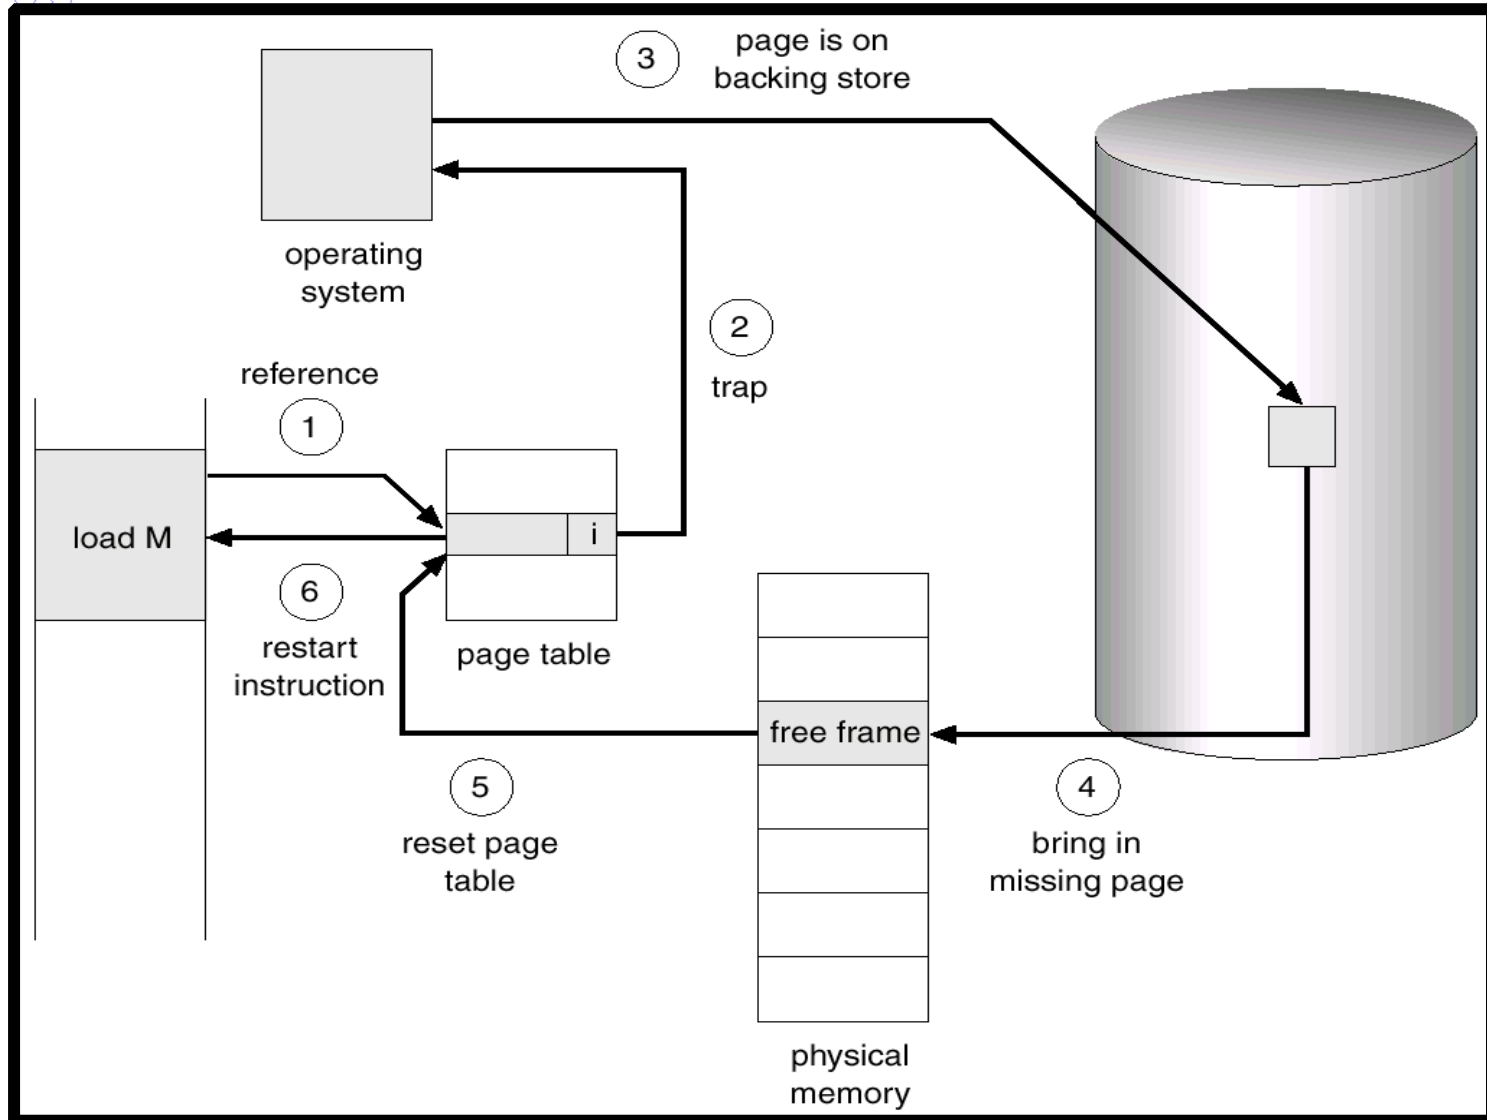 3
page is on
backing store
operating
system
2
trap
reference
1
load M
i
6
restart
instruction
page table
free frame
5
reset page
table
4
bring in
missing page
physical
memory